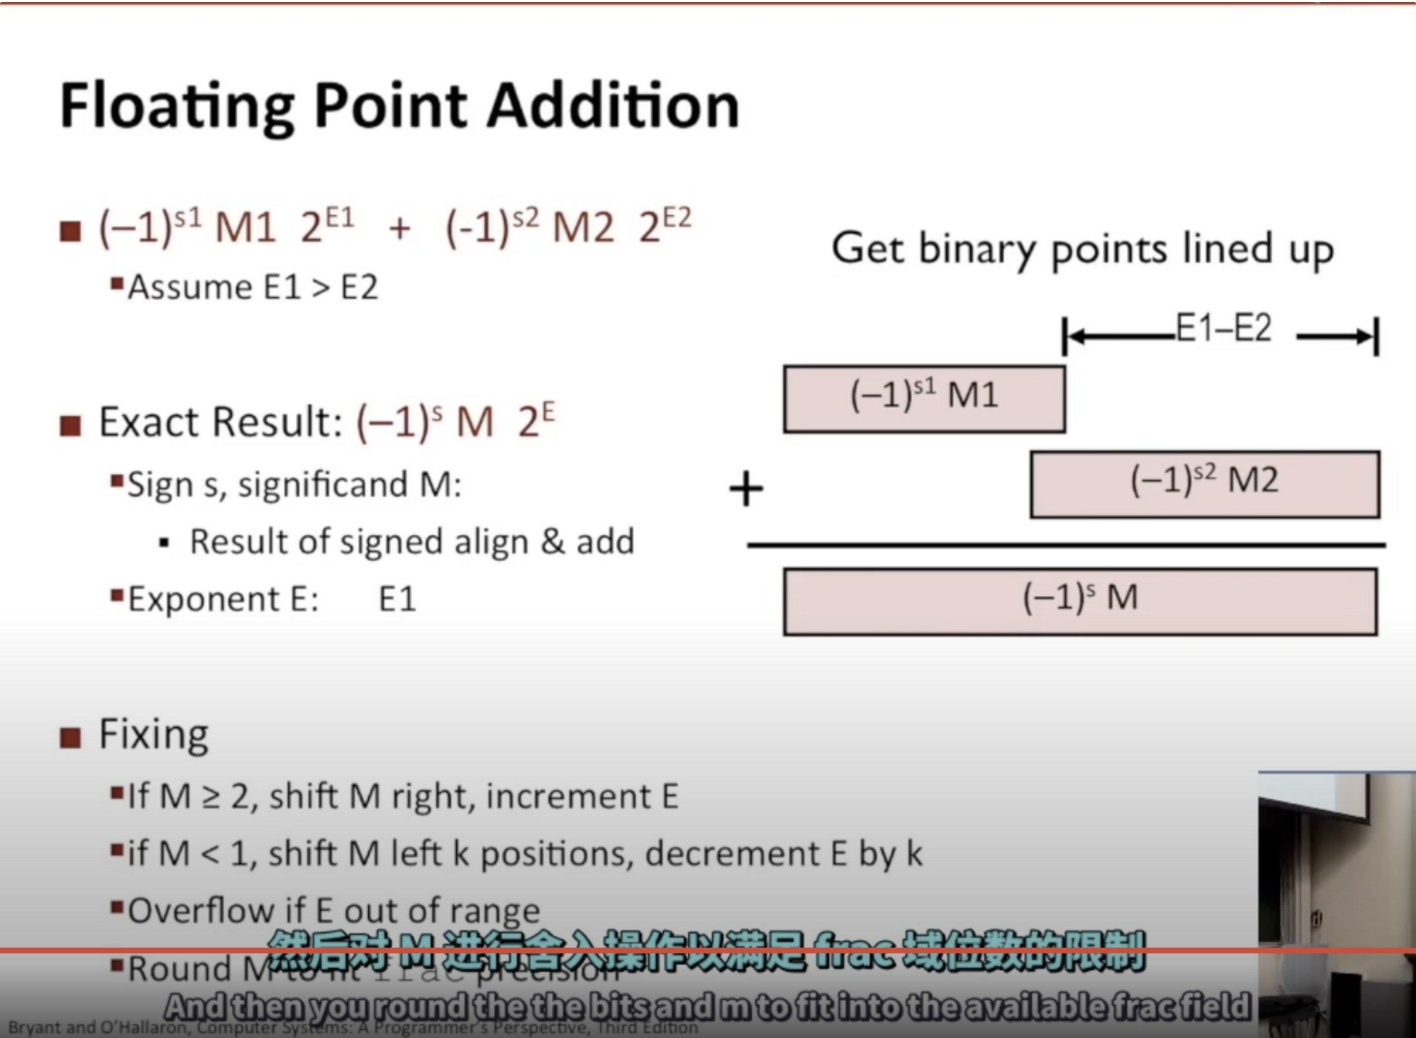 Floating Point Addition
■ (–1)^s1 M1 2^E1 + (-1)^s2 M2 2^E2
▪Assume E1 > E2
■ Exact Result: (–1)^s M 2^E
▪Sign s, significand M:
▪ Result of signed align & add
▪Exponent E: E1
Get binary points lined up
E1–E2
(–1)^s1 M1
+
(–1)^s2 M2
(–1)^s M
■ Fixing
▪If M ≥ 2, shift M right, increment E
▪if M < 1, shift M left k positions, decrement E by k
▪Overflow if E out of range
然后对 M 进行舍入操作以满足 frac 域位数的限制
▪Round M to fit frac precision
And then you round the the bits and m to fit into the available frac field
Bryant and O'Hallaron, Computer Systems: A Programmer's Perspective, Third Edition